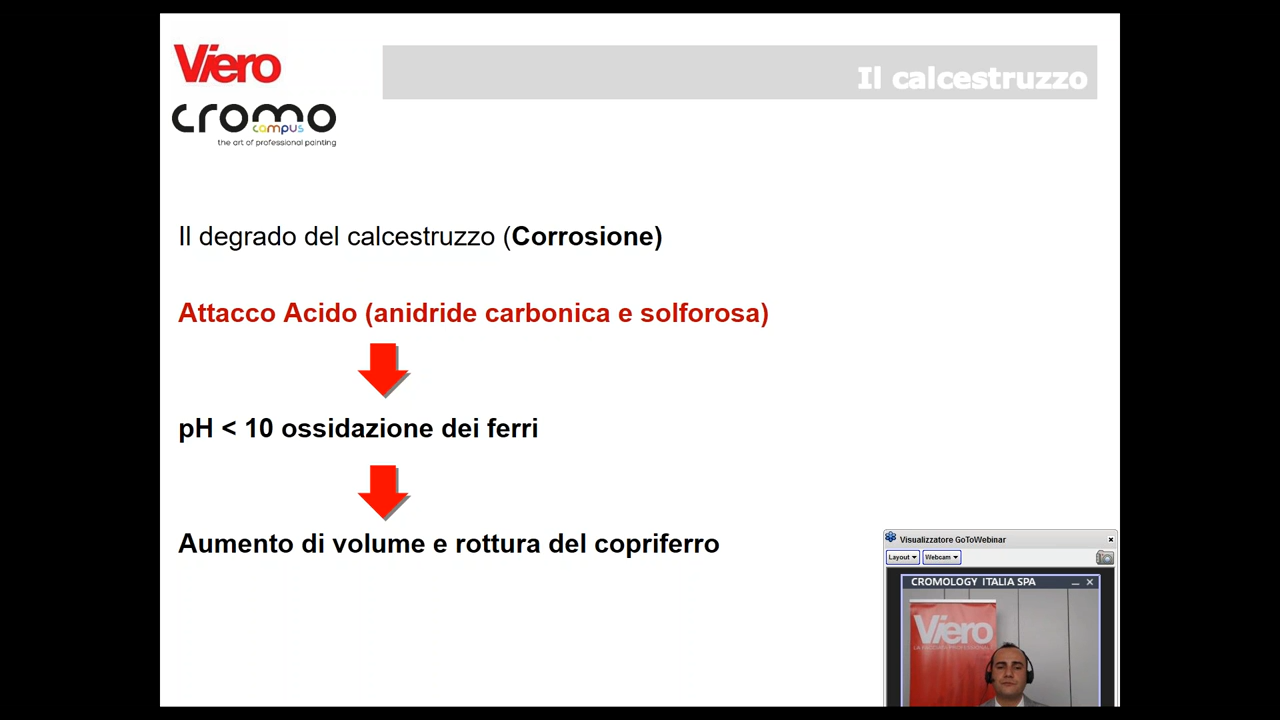 Viero
cromo
campus
the art of professional painting
Il calcestruzzo
Il degrado del calcestruzzo (Corrosione)
Attacco Acido (anidride carbonica e solforosa)
pH < 10 ossidazione dei ferri
Aumento di volume e rottura del copriferro
Visualizzatore GoToWebinar
Layout
Webcam
CROMOLOGY ITALIA SPA
Viero